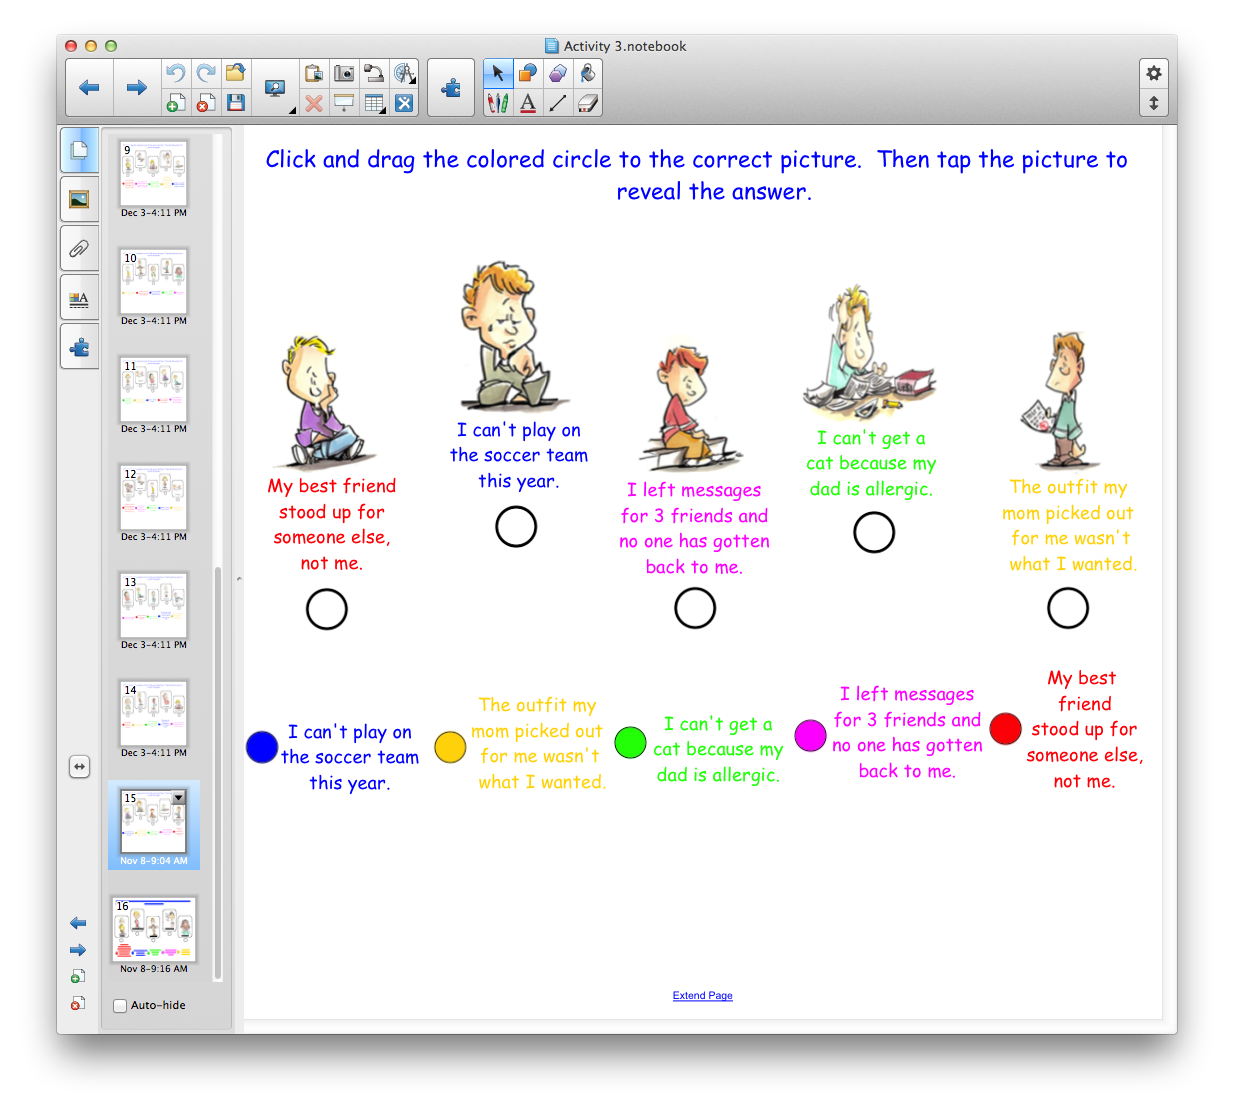 Activity 3.notebook
9
Dec 3-4:11 PM
10
Dec 3-4:11 PM
11
Dec 3-4:11 PM
12
Dec 3-4:11 PM
13
Dec 3-4:11 PM
14
Dec 3-4:11 PM
15
Nov 8-9:04 AM
16
Nov 8-9:16 AM
Auto-hide
Click and drag the colored circle to the correct picture.  Then tap the picture to
reveal the answer.
My best friend
stood up for
someone else,
not me.
I can't play on
the soccer team
this year.
I left messages
for 3 friends and
no one has gotten
back to me.
I can't get a
cat because my
dad is allergic.
The outfit my
mom picked out
for me wasn't
what I wanted.
I can't play on
the soccer team
this year.
The outfit my
mom picked out
for me wasn't
what I wanted.
I can't get a
cat because my
dad is allergic.
I left messages
for 3 friends and
no one has gotten
back to me.
My best
friend
stood up for
someone else,
not me.
Extend Page